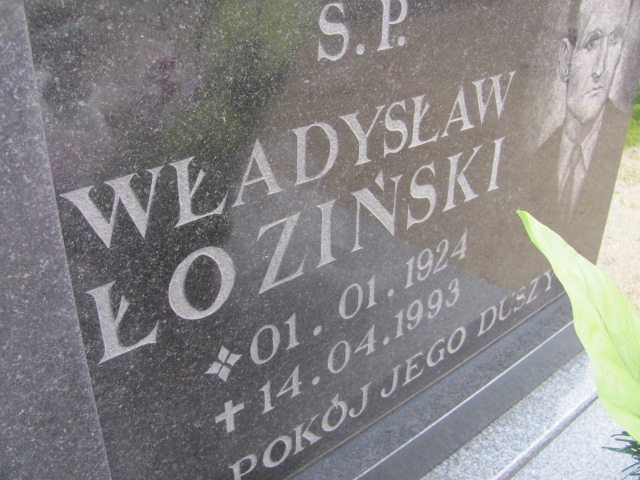 S.P.
WŁADYSŁAW
ŁOZIŃSKI
01.01.1924
14.04.1993
POKÓJ JEGO DUSZY